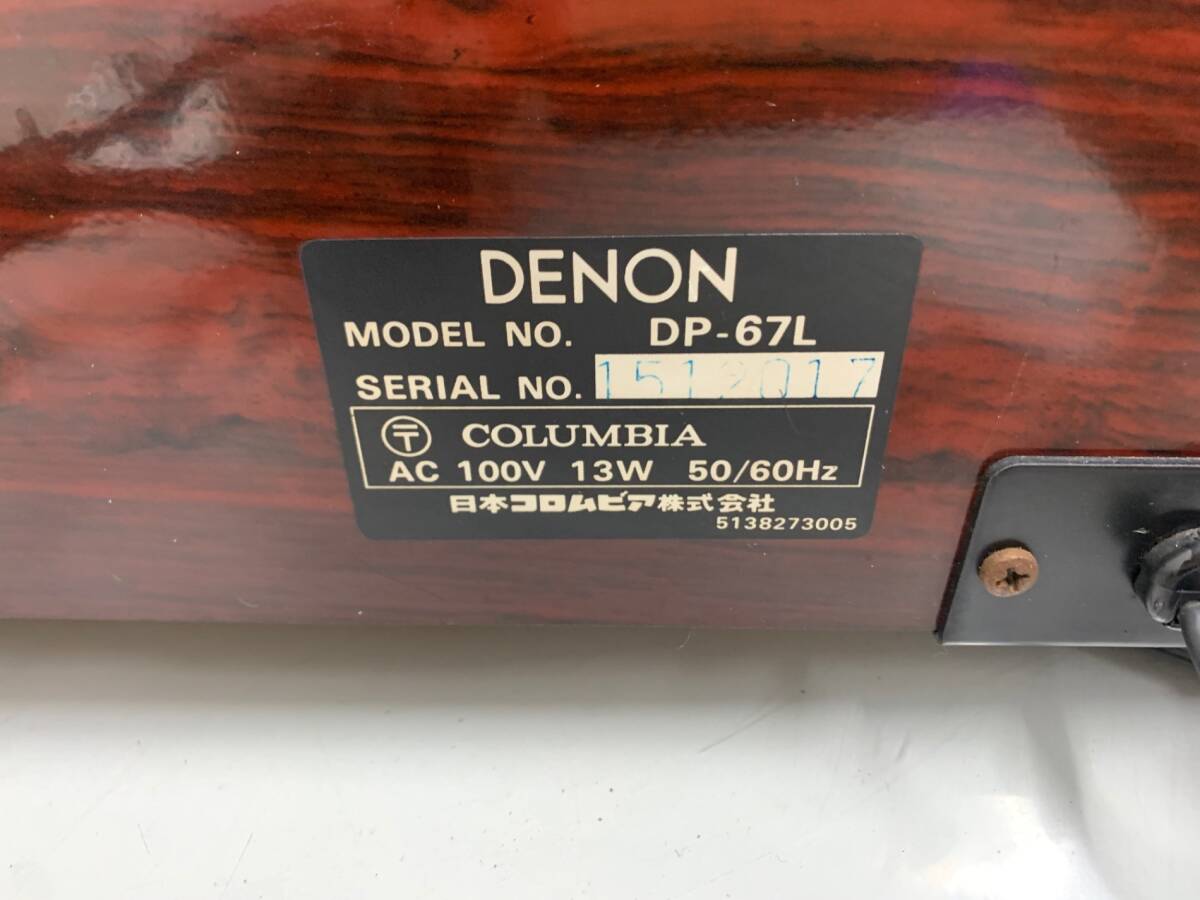 DENON
MODEL NO. DP-67L
SERIAL NO. 1512017
〶 COLUMBIA
AC 100V 13W 50/60Hz
日本コロムビア株式会社
5138273005